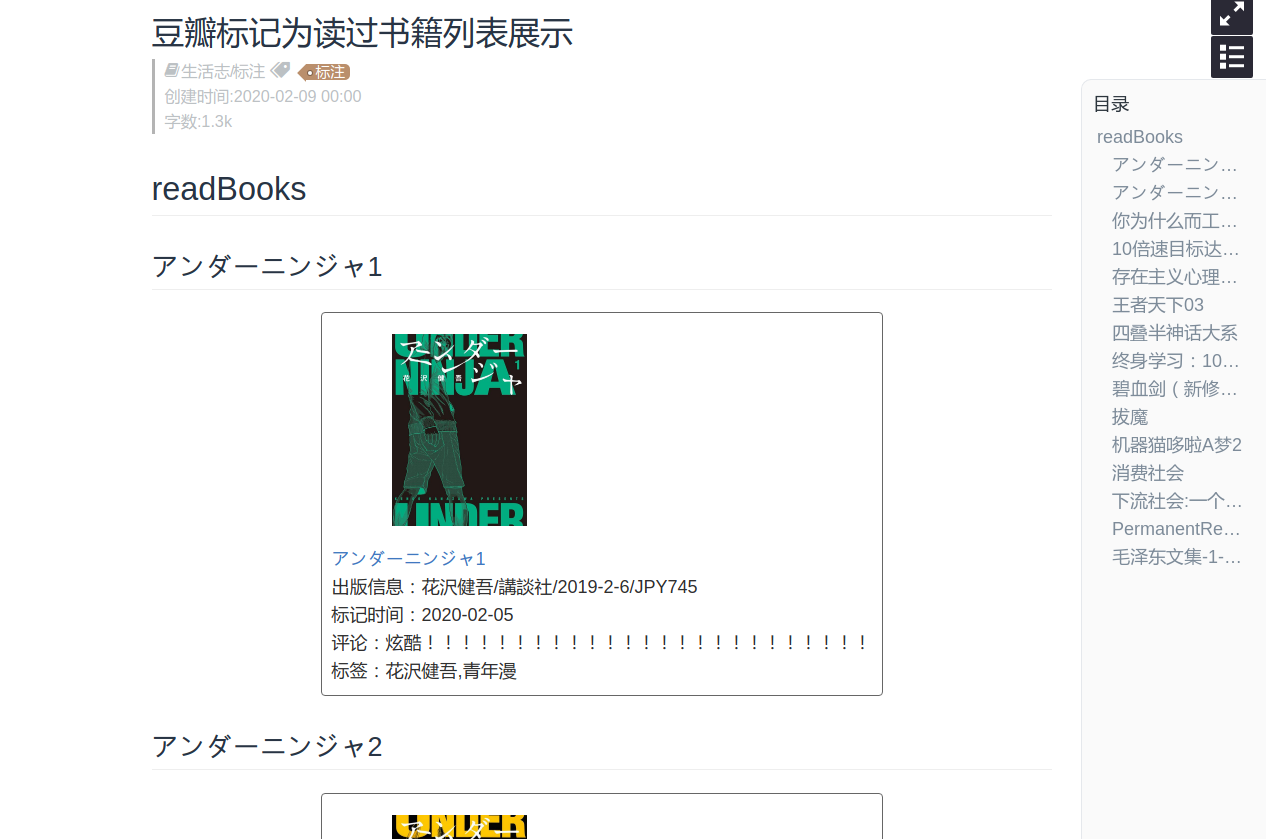 豆瓣标记为读过书籍列表展示
生活志/标注 标注
创建时间:2020-02-09 00:00
字数:1.3k
readBooks
アンダーニンジャ1
UNDER
NINJA
アンダーニンジャ
1
花沢健吾
KENGO HANAZAWA PRESENTS
UNDER
アンダーニンジャ1
出版信息：花沢健吾/講談社/2019-2-6/JPY745
标记时间：2020-02-05
评论：炫酷！！！！！！！！！！！！！！！！！！！！！！！！！
标签：花沢健吾,青年漫
アンダーニンジャ2
UNDER
アンダー
目录
readBooks
アンダーニン…
アンダーニン…
你为什么而工…
10倍速目标达…
存在主义心理…
王者天下03
四叠半神话大系
终身学习：10…
碧血剑（新修…
拔魔
机器猫哆啦A梦2
消费社会
下流社会:一个…
PermanentRe…
毛泽东文集-1-…